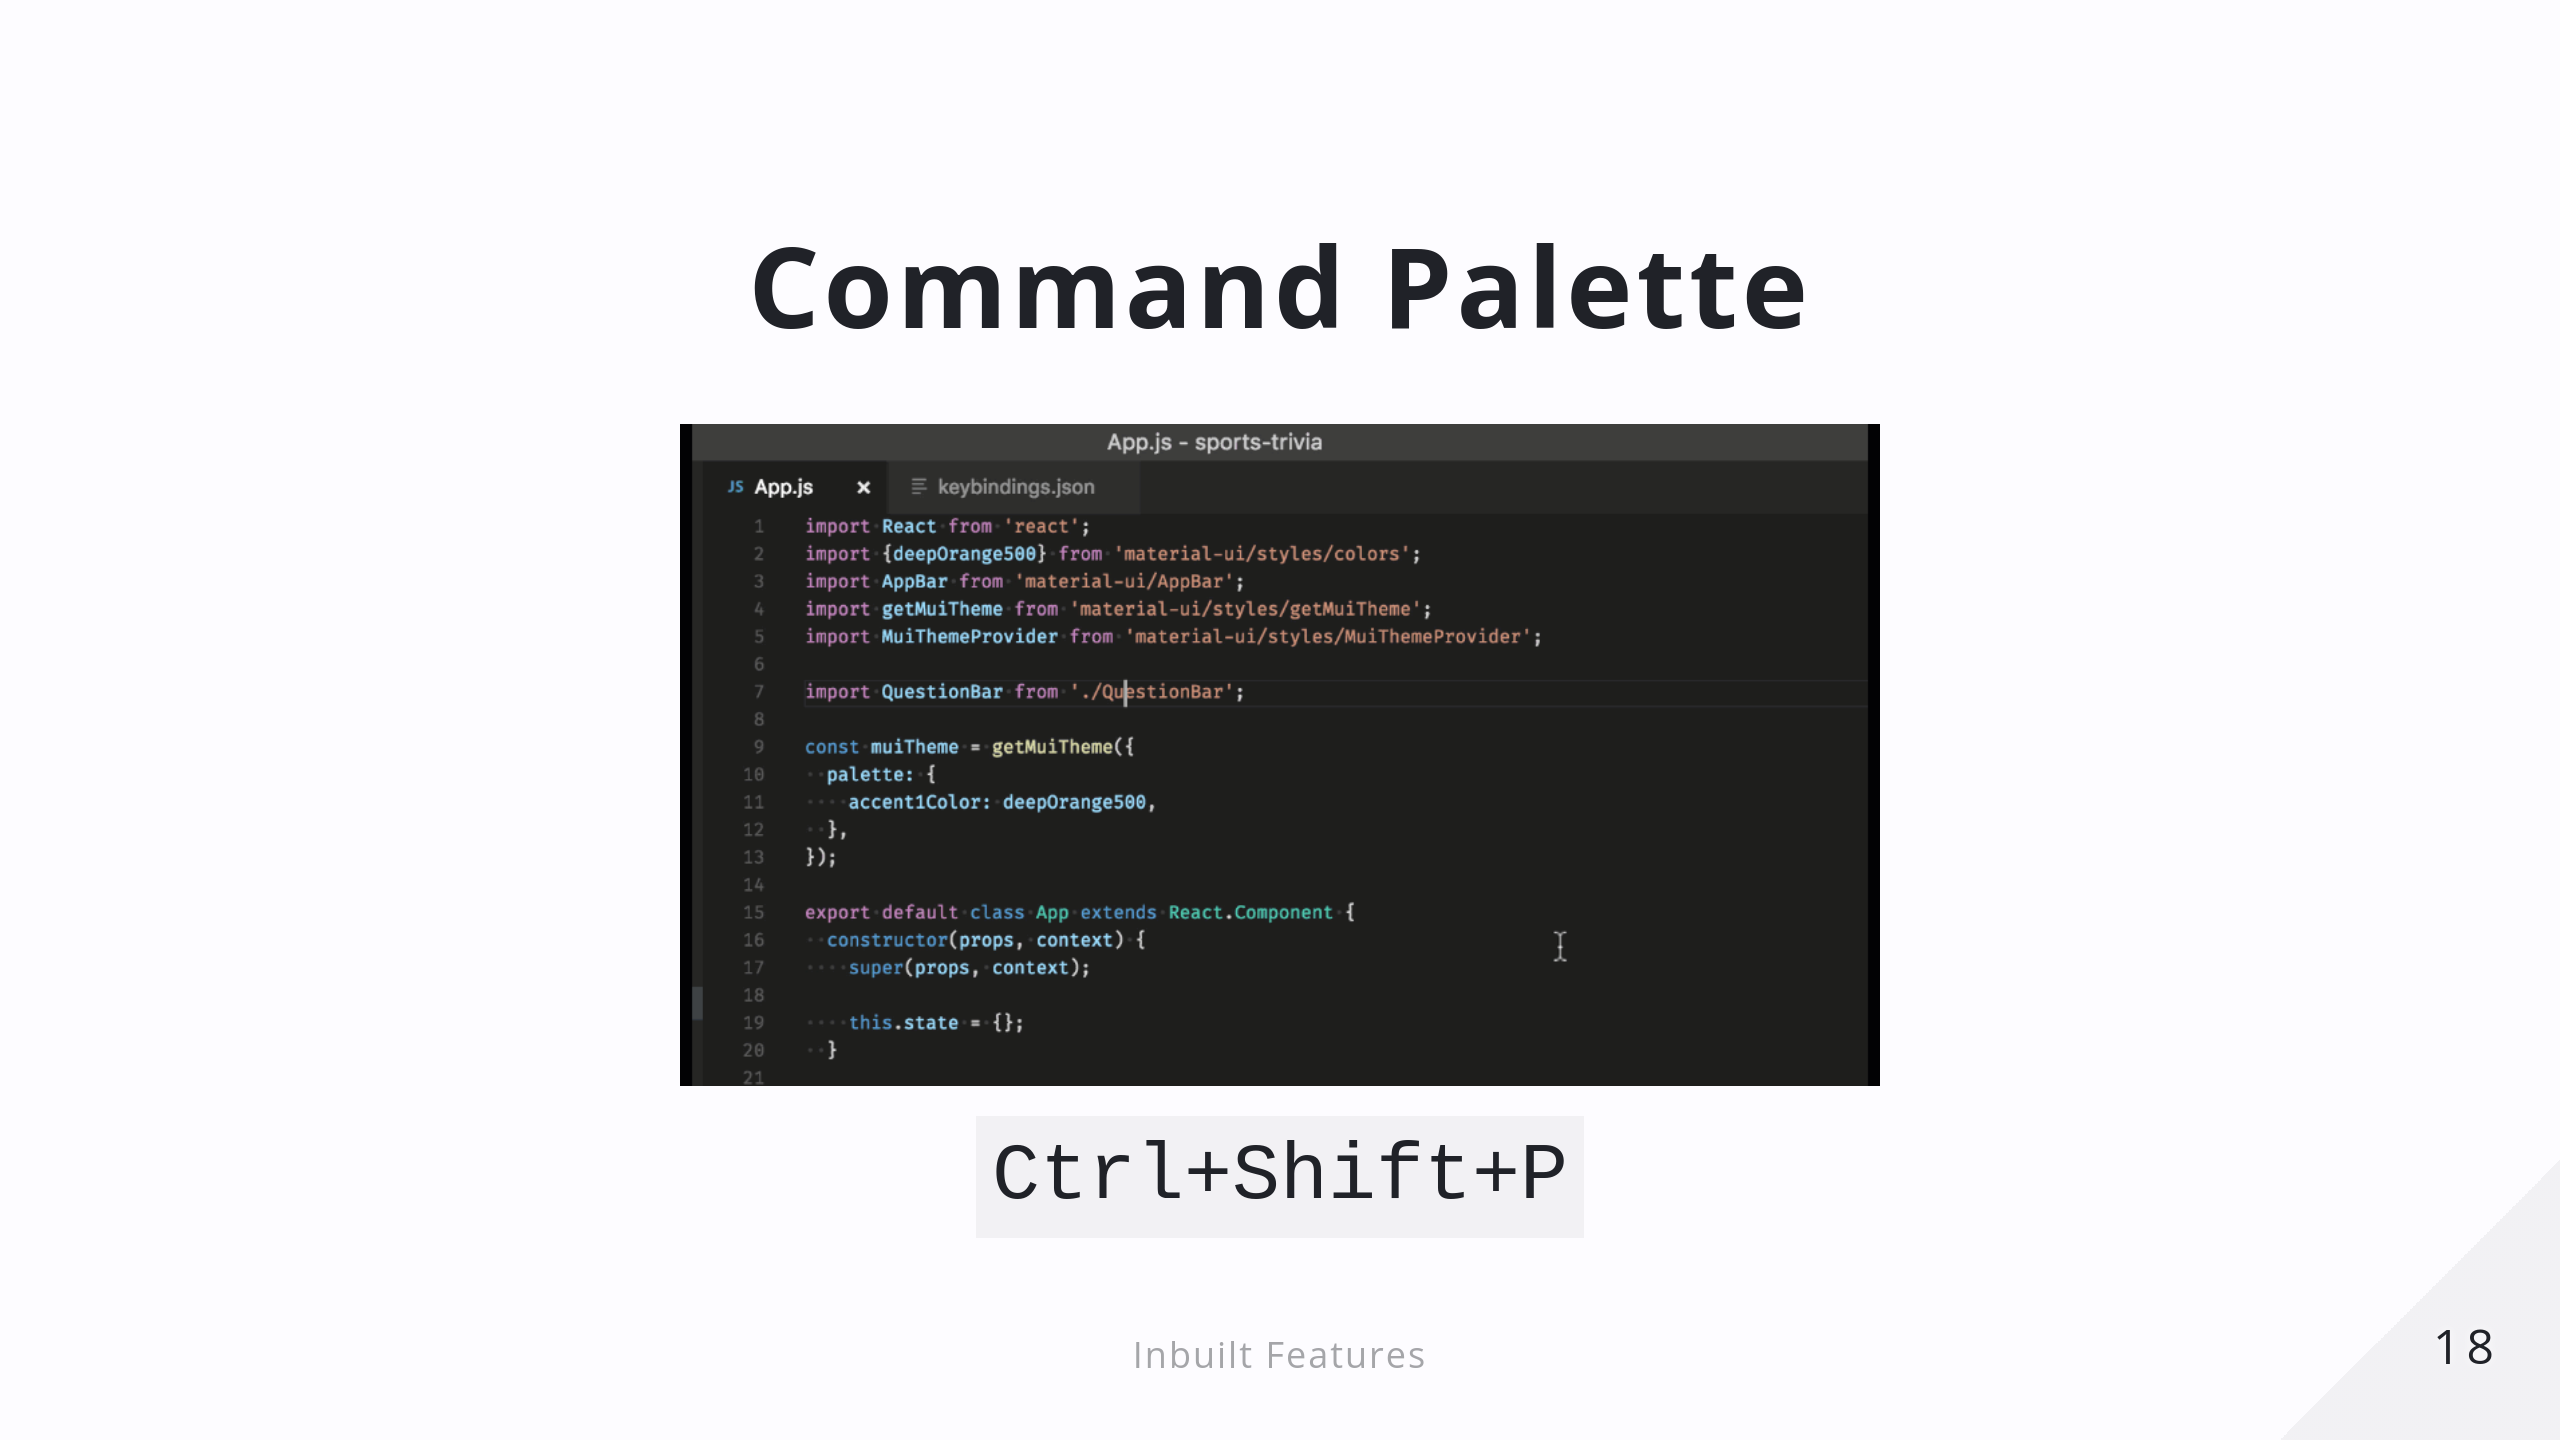 Command Palette
App.js - sports-trivia
JS App.js × keybindings.json
1 import React from 'react';
2 import {deepOrange500} from 'material-ui/styles/colors';
3 import AppBar from 'material-ui/AppBar';
4 import getMuiTheme from 'material-ui/styles/getMuiTheme';
5 import MuiThemeProvider from 'material-ui/styles/MuiThemeProvider';
6
7 import QuestionBar from './QuestionBar';
8
9 const muiTheme = getMuiTheme({
10   palette: {
11     accent1Color: deepOrange500,
12   },
13 });
14
15 export default class App extends React.Component {
16   constructor(props, context) {
17     super(props, context);
18
19     this.state = {};
20   }
21
Ctrl+Shift+P
Inbuilt Features
18